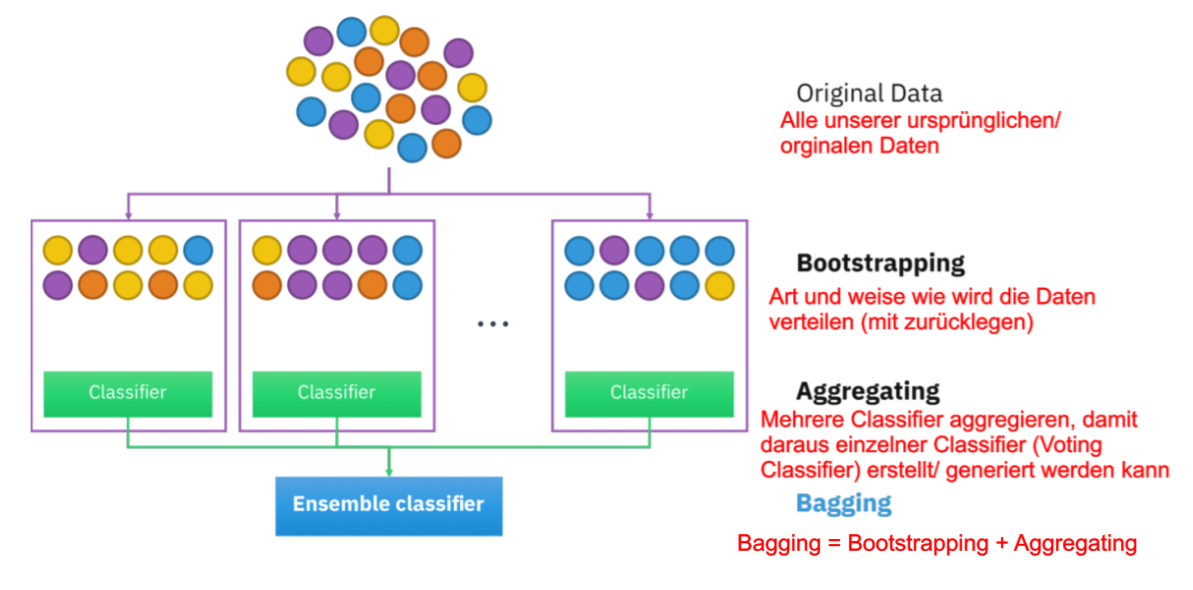 Original Data
Alle unserer ursprünglichen/
orginalen Daten
Bootstrapping
Art und weise wie wird die Daten
verteilen (mit zurücklegen)
...
Classifier
Classifier
Classifier
Aggregating
Mehrere Classifier aggregieren, damit
daraus einzelner Classifier (Voting
Classifier) erstellt/ generiert werden kann
Ensemble classifier
Bagging
Bagging = Bootstrapping + Aggregating